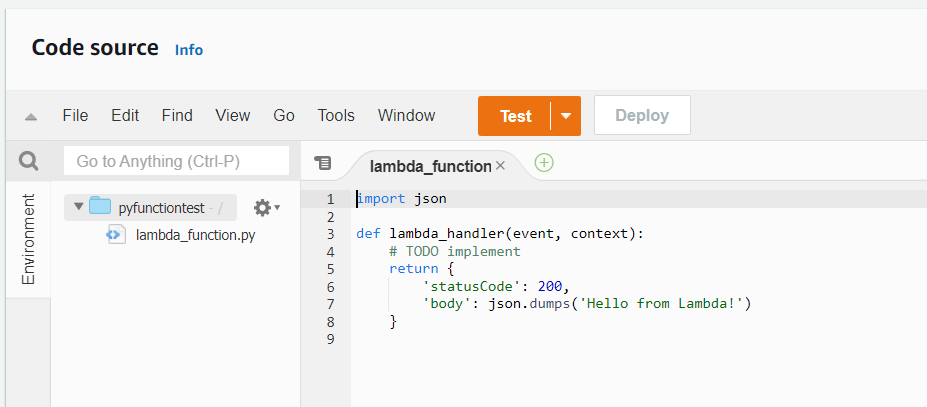 Code source Info
File Edit Find View Go Tools Window Test Deploy
Go to Anything (Ctrl-P)
lambda_function ×
Environment
pyfunctiontest - /
lambda_function.py
1 import json
2
3 def lambda_handler(event, context):
4     # TODO implement
5     return {
6         'statusCode': 200,
7         'body': json.dumps('Hello from Lambda!')
8     }
9